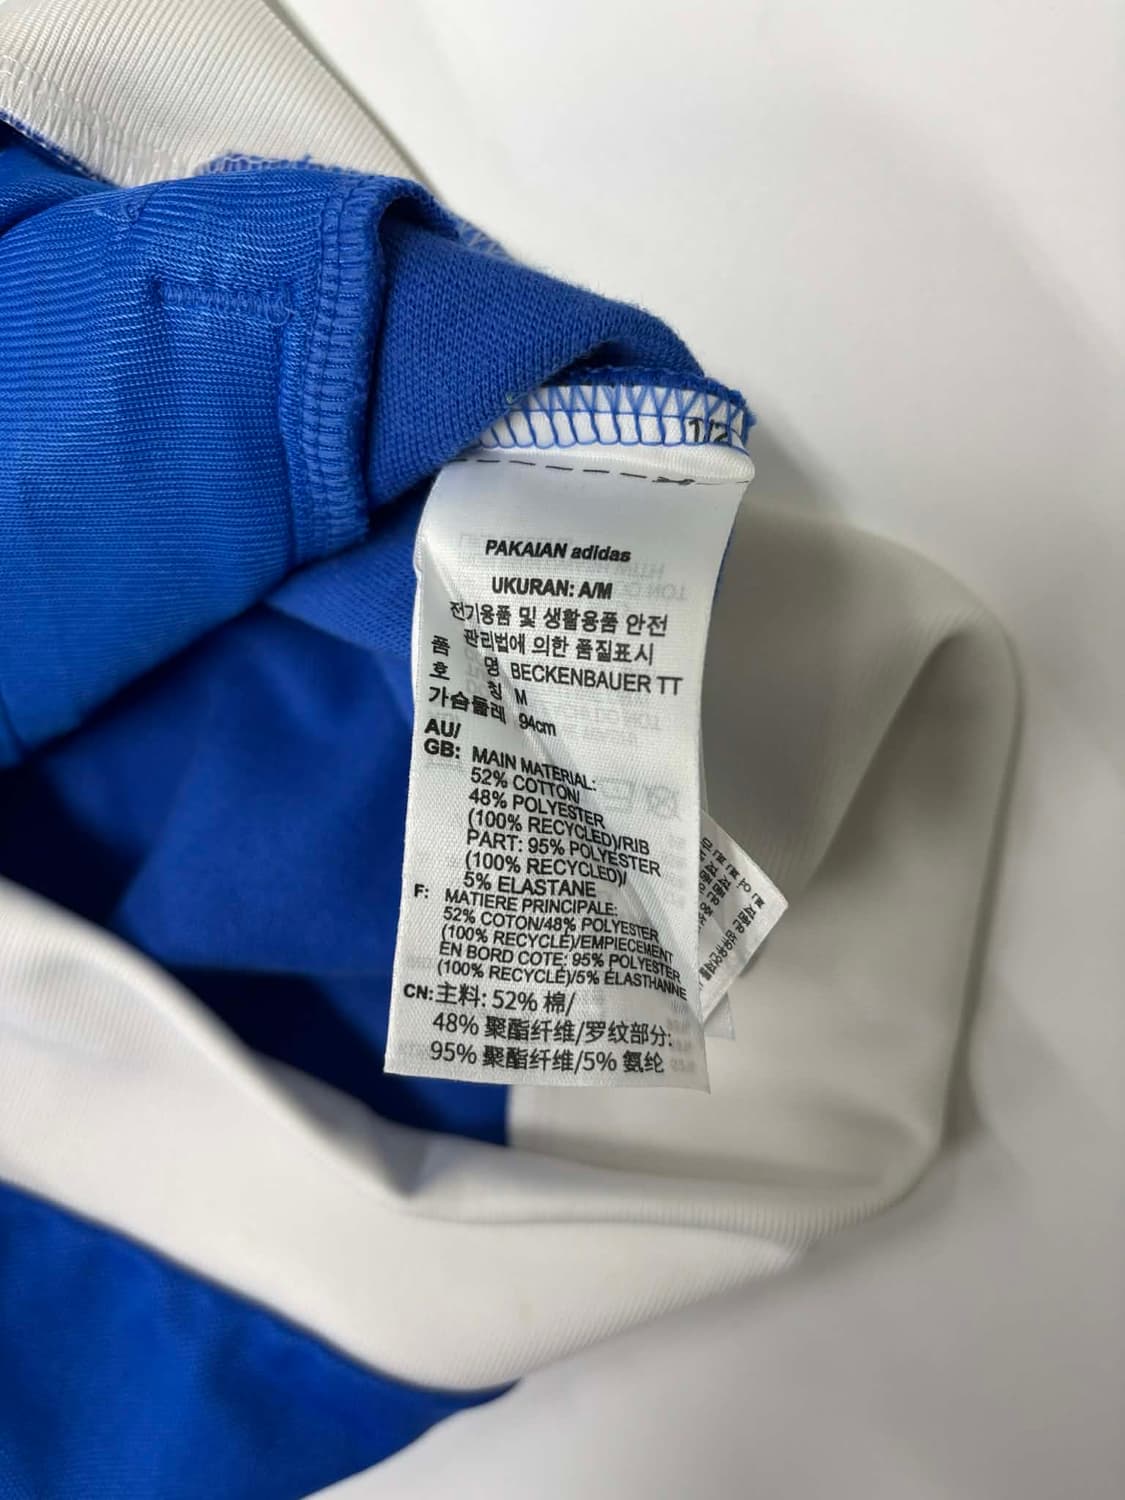 1/2
PAKAIAN adidas
UKURAN: A/M
전기용품 및 생활용품 안전
관리법에 의한 품질표시
품 명 BECKENBAUER TT
호 칭 M
가슴둘레 94cm
AU/
GB: MAIN MATERIAL:
52% COTTON/
48% POLYESTER
(100% RECYCLED)/RIB
PART: 95% POLYESTER
(100% RECYCLED)/
5% ELASTANE
F: MATIERE PRINCIPALE:
52% COTON/48% POLYESTER
(100% RECYCLÉ)/EMPIECEMENT
EN BORD COTE: 95% POLYESTER
(100% RECYCLÉ)/5% ÉLASTHANNE
CN: 主料: 52% 棉/
48% 聚酯纤维/罗纹部分:
95% 聚酯纤维/5% 氨纶